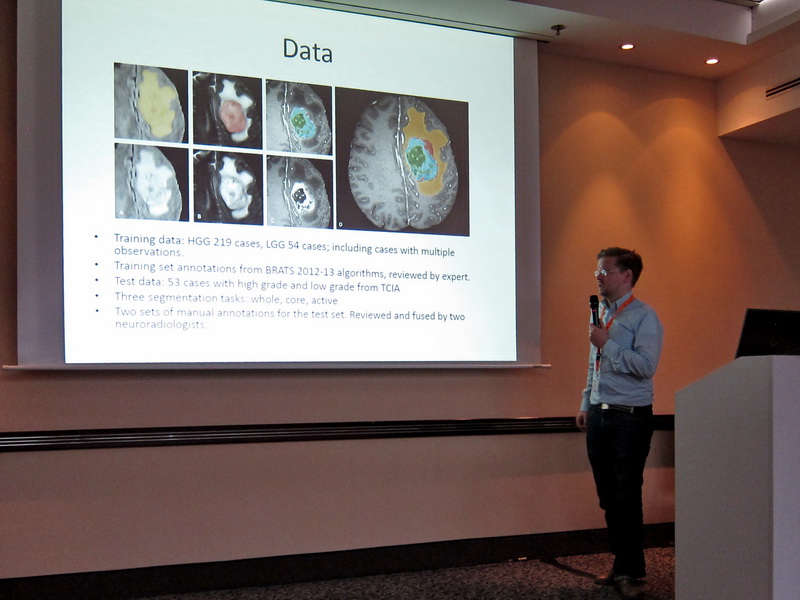 Data
B
C
D
• Training data: HGG 219 cases, LGG 54 cases; including cases with multiple
observations.
• Training set annotations from BRATS 2012-13 algorithms, reviewed by expert.
• Test data: 53 cases with high grade and low grade from TCIA
• Three segmentation tasks: whole, core, active
• Two sets of manual annotations for the test set. Reviewed and fused by two
neuroradiologists.